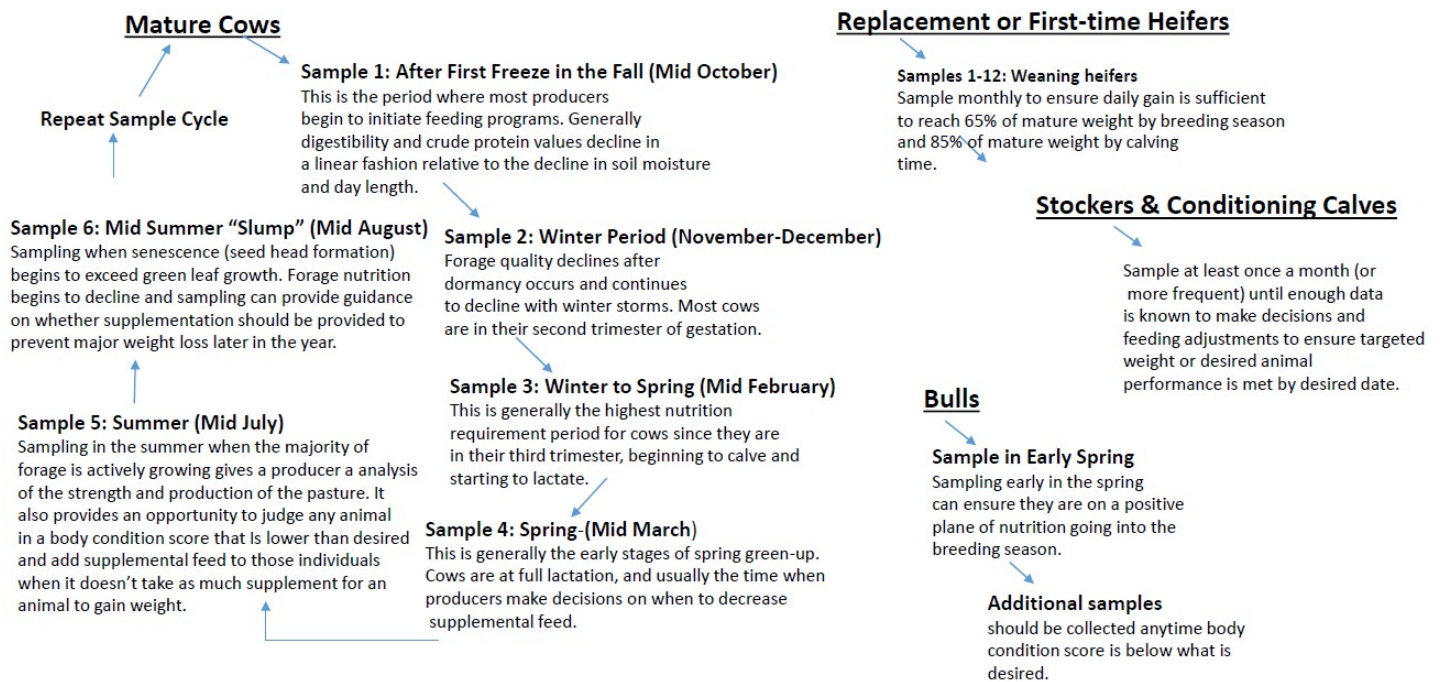 Mature Cows
Sample 1: After First Freeze in the Fall (Mid October)
This is the period where most producers
begin to initiate feeding programs. Generally
digestibility and crude protein values decline in
a linear fashion relative to the decline in soil moisture
and day length.
Sample 2: Winter Period (November-December)
Forage quality declines after
dormancy occurs and continues
to decline with winter storms. Most cows
are in their second trimester of gestation.
Sample 3: Winter to Spring (Mid February)
This is generally the highest nutrition
requirement period for cows since they are
in their third trimester, beginning to calve and
starting to lactate.
Sample 4: Spring-(Mid March)
This is generally the early stages of spring green-up.
Cows are at full lactation, and usually the time when
producers make decisions on when to decrease
supplemental feed.
Sample 5: Summer (Mid July)
Sampling in the summer when the majority of
forage is actively growing gives a producer a analysis
of the strength and production of the pasture. It
also provides an opportunity to judge any animal
in a body condition score that Is lower than desired
and add supplemental feed to those individuals
when it doesn’t take as much supplement for an
animal to gain weight.
Sample 6: Mid Summer “Slump” (Mid August)
Sampling when senescence (seed head formation)
begins to exceed green leaf growth. Forage nutrition
begins to decline and sampling can provide guidance
on whether supplementation should be provided to
prevent major weight loss later in the year.
Repeat Sample Cycle
Replacement or First-time Heifers
Samples 1-12: Weaning heifers
Sample monthly to ensure daily gain is sufficient
to reach 65% of mature weight by breeding season
and 85% of mature weight by calving
time.
Stockers & Conditioning Calves
Sample at least once a month (or
more frequent) until enough data
is known to make decisions and
feeding adjustments to ensure targeted
weight or desired animal
performance is met by desired date.
Bulls
Sample in Early Spring
Sampling early in the spring
can ensure they are on a positive
plane of nutrition going into the
breeding season.
Additional samples
should be collected anytime body
condition score is below what is
desired.